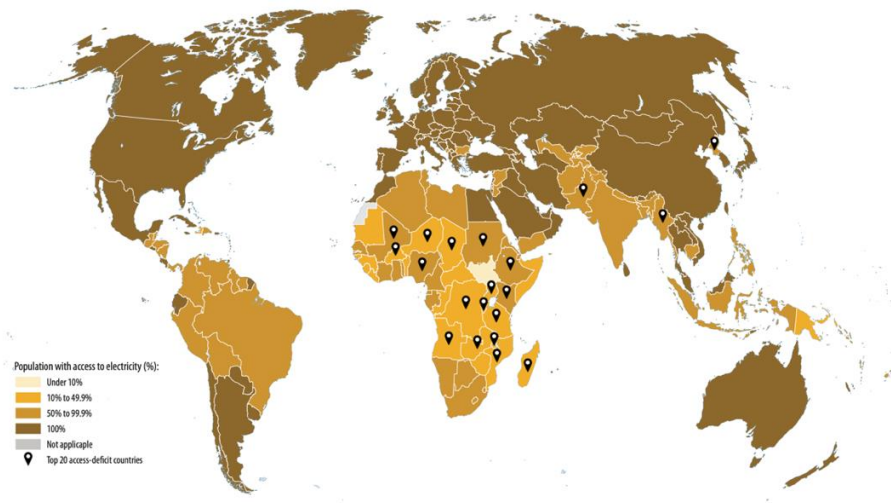 Population with access to electricity (%):
Under 10%
10% to 49.9%
50% to 99.9%
100%
Not applicaple
Top 20 access-deficit countries